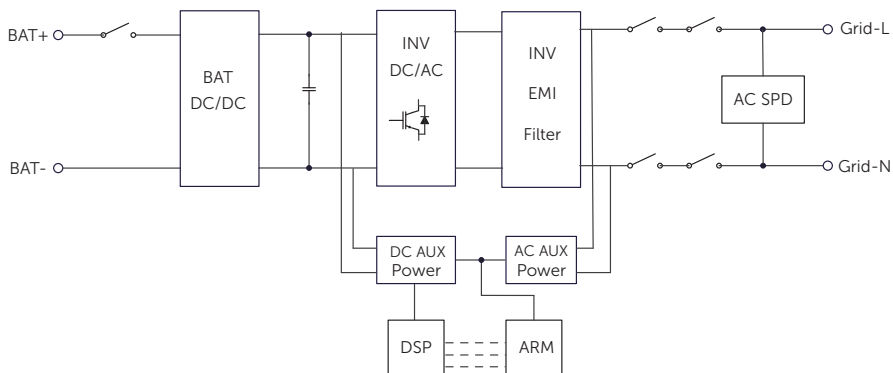 BAT+
BAT-
BAT
DC/DC
INV
DC/AC
INV
EMI
Filter
AC SPD
Grid-L
Grid-N
DC AUX
Power
AC AUX
Power
DSP
ARM